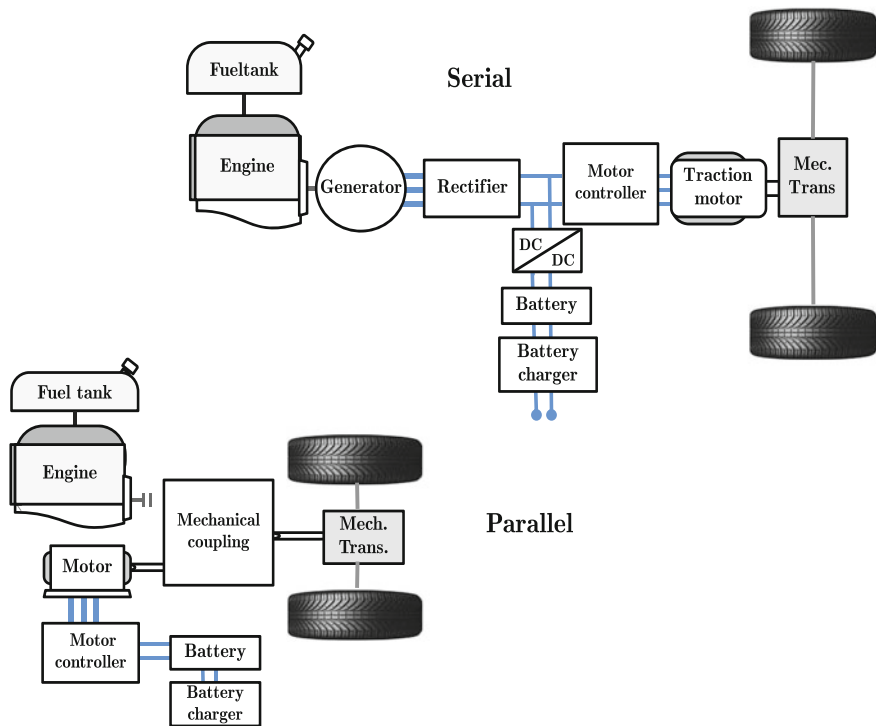 Fueltank
Serial
Engine
Generator
Rectifier
Motor
controller
Traction
motor
Mec.
Trans
DC
DC
Battery
Battery
charger
Fuel tank
Engine
Mechanical
coupling
Mech.
Trans.
Parallel
Motor
Motor
controller
Battery
Battery
charger